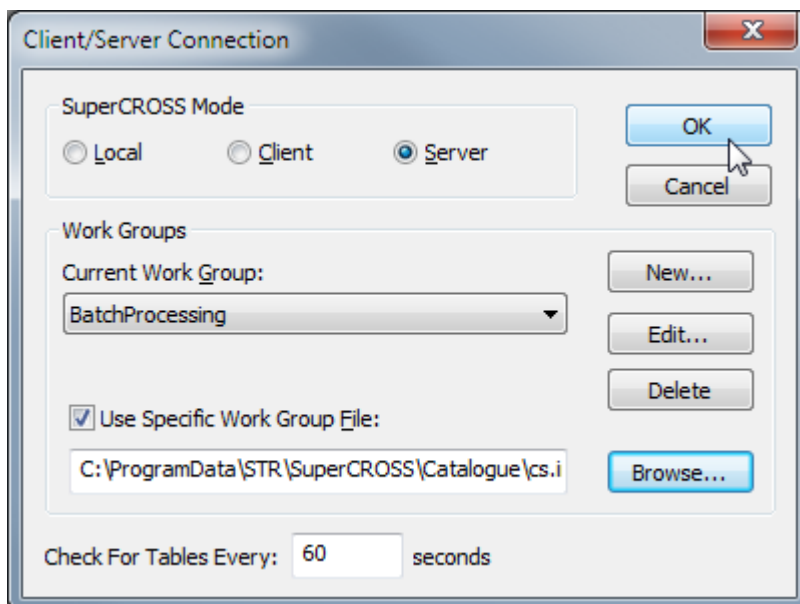 Client/Server Connection
SuperCROSS Mode
Local Client Server
OK
Cancel
Work Groups
Current Work Group:
BatchProcessing
New...
Edit...
Delete
Use Specific Work Group File:
C:\ProgramData\STR\SuperCROSS\Catalogue\cs.i
Browse...
Check For Tables Every: 60 seconds